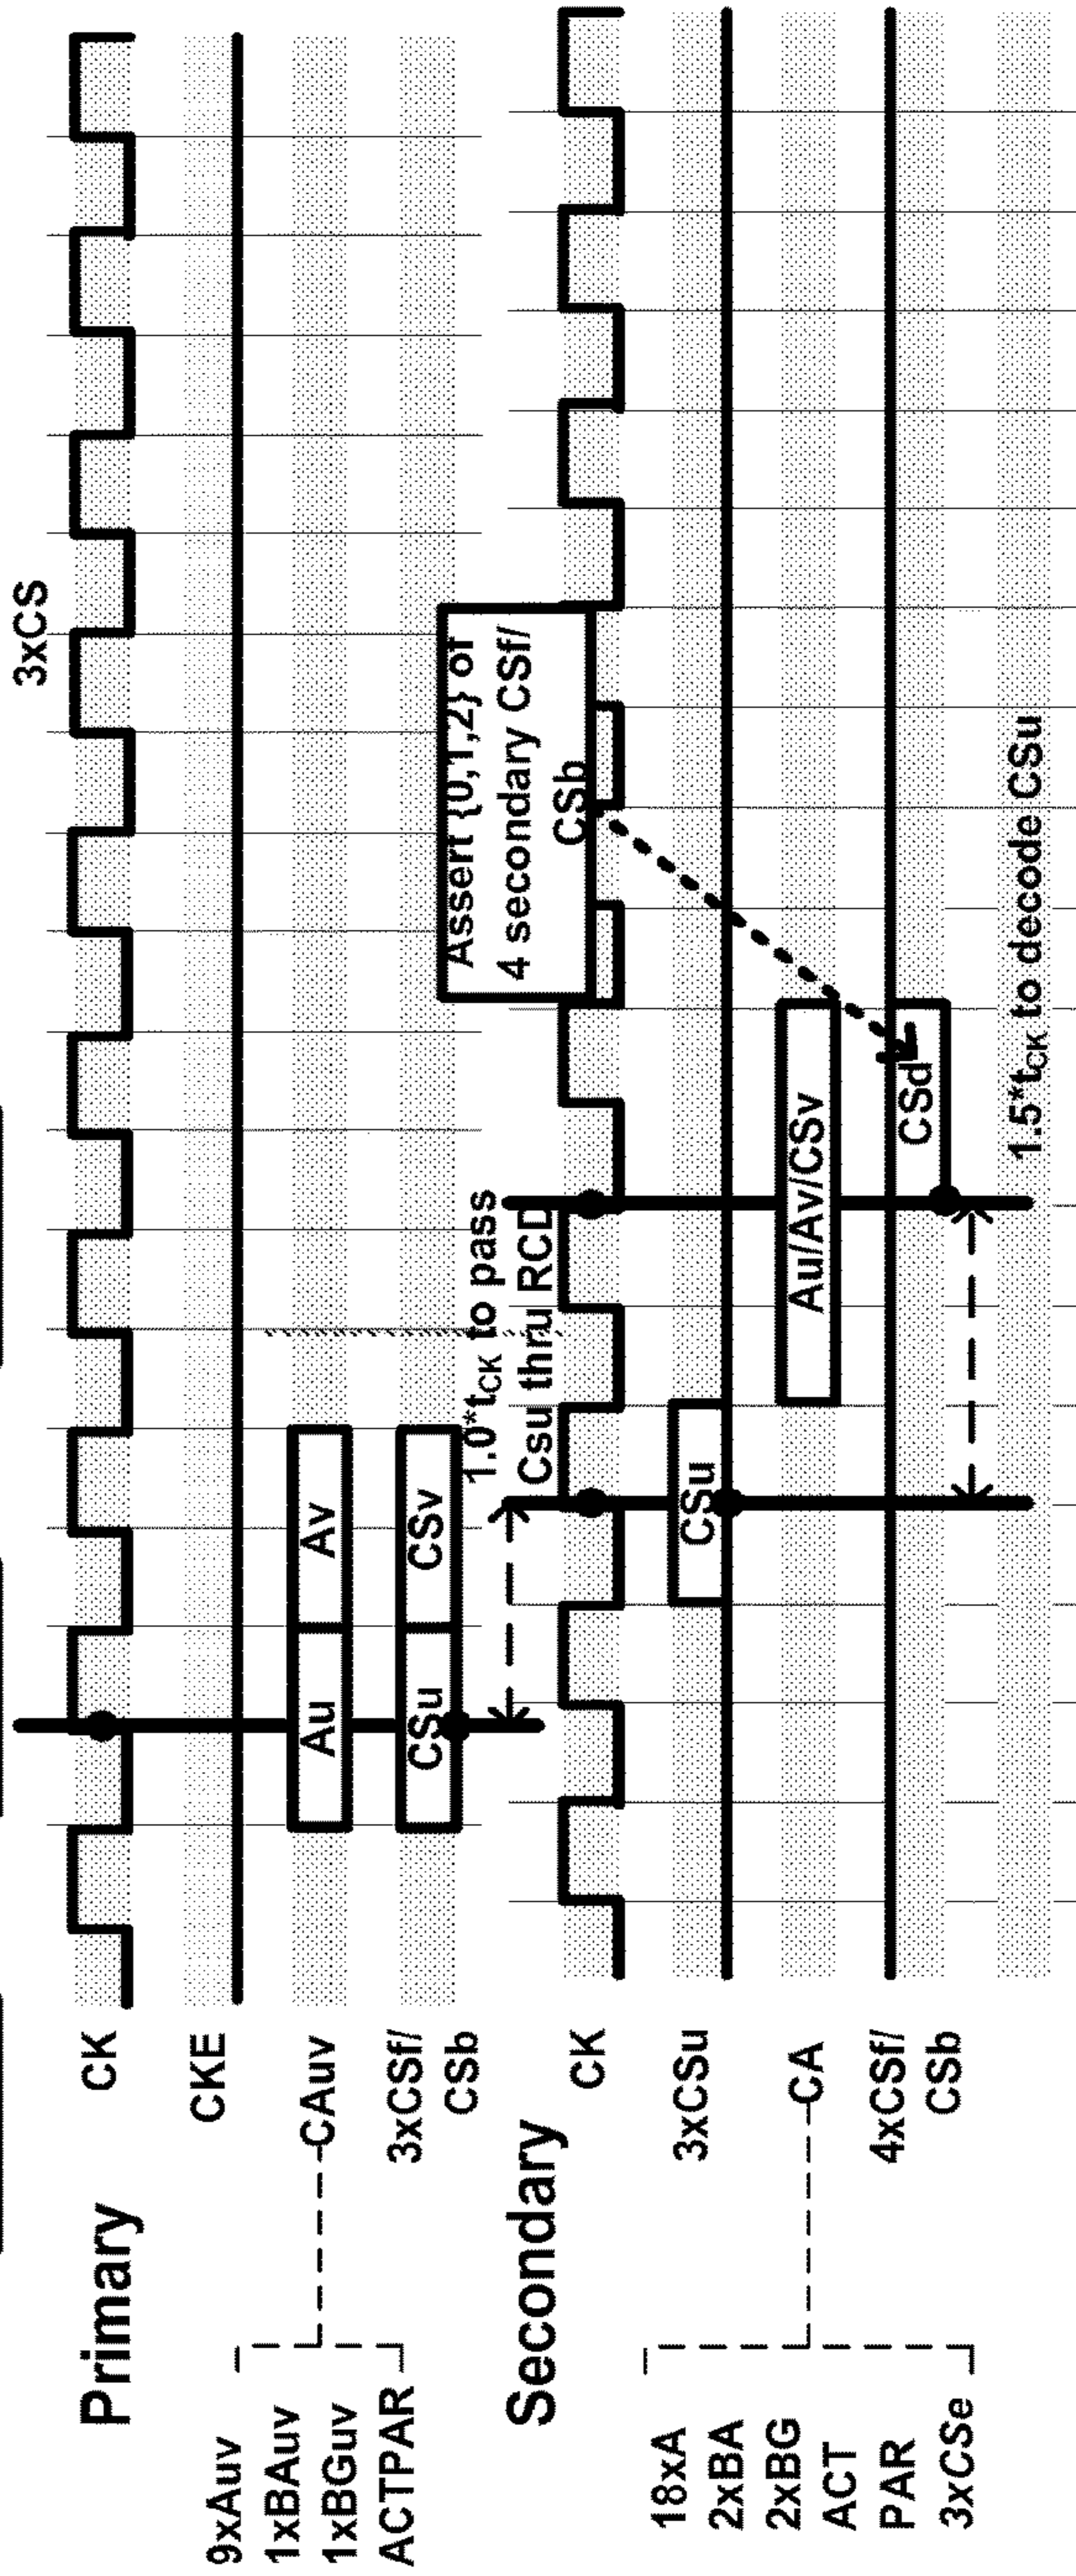 3xCS
Primary
CK
CKE
9xAuv
1xBAuv
1xBGuv
ACTPAR
CAuv
Au
Av
3xCSf/
CSb
CSu
CSv
1.0*tCK to pass
Csu thru RCD
Assert {0,1,2} of
4 secondary CSf/
CSb
Secondary
CK
3xCSu
CSu
18xA
2xBA
2xBG
ACT
PAR
3xCSe
CA
Au/Av/CSv
4xCSf/
CSb
CSd
1.5*tCK to decode CSu